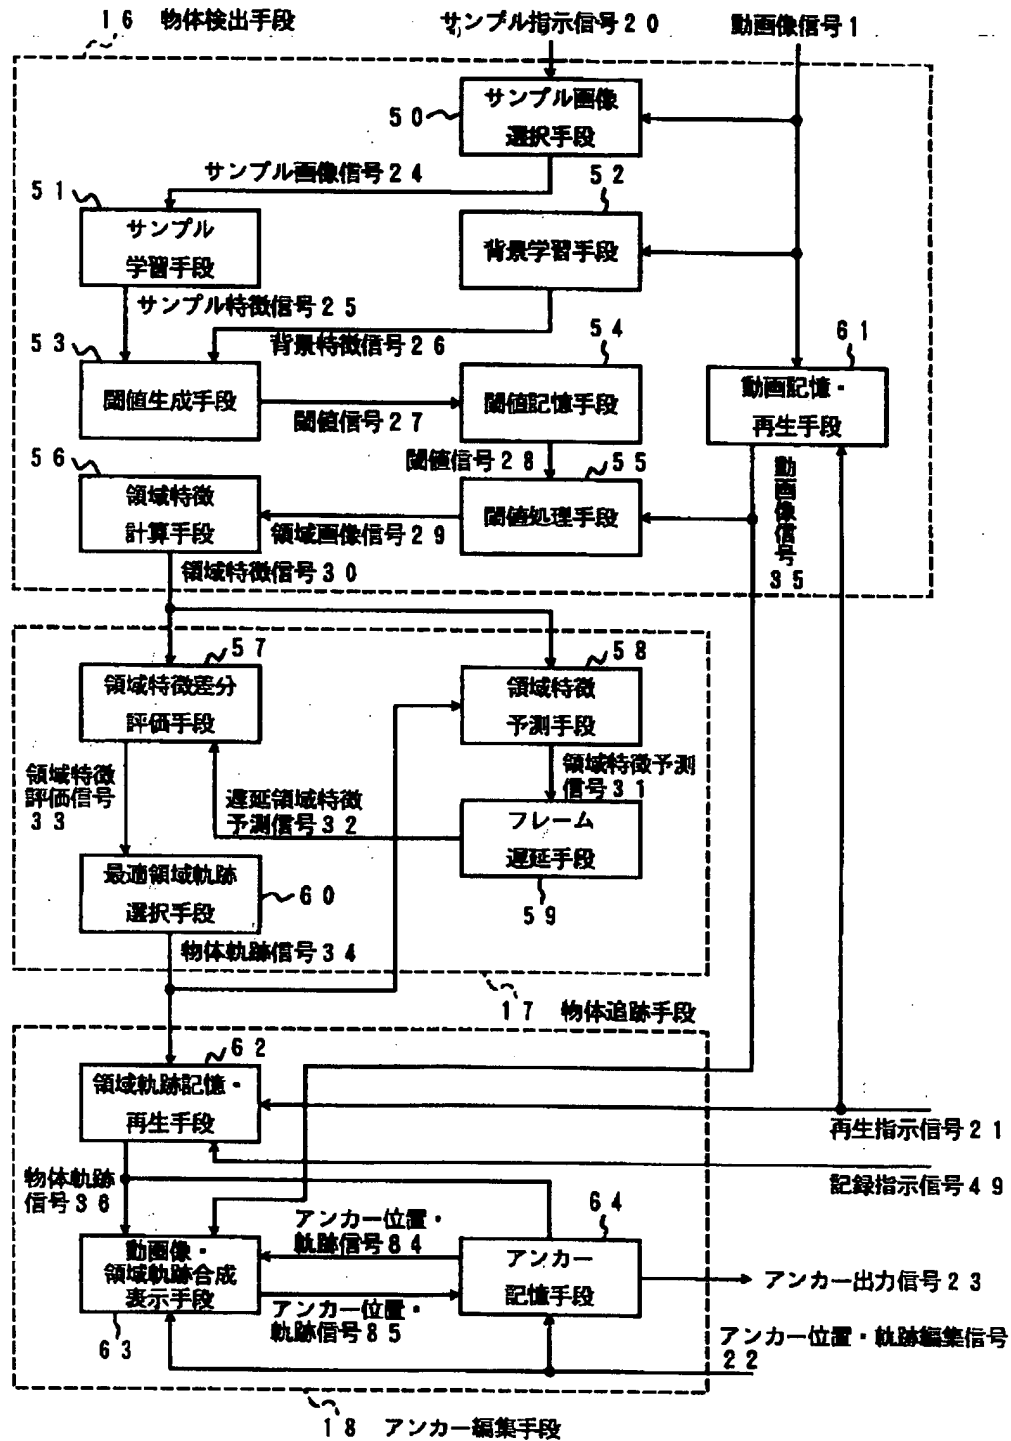 16 物体検出手段
サンプル指示信号20
動画像信号1
サンプル画像
選択手段
50
サンプル画像信号24
51
52
サンプル
学習手段
背景学習手段
サンプル特徴信号25
背景特徴信号26
53
54
61
閾値生成手段
閾値信号27
閾値記憶手段
動画記憶・
再生手段
閾値信号28
55
56
領域特徴
計算手段
領域画像信号29
閾値処理手段
動画像信号
35
領域特徴信号30
57
58
領域特徴差分
評価手段
領域特徴
予測手段
領域特徴予測
信号31
領域特徴
評価信号
33
遅延領域特徴
予測信号32
フレーム
遅延手段
最適領域軌跡
選択手段
60
59
物体軌跡信号34
17 物体追跡手段
62
領域軌跡記憶・
再生手段
再生指示信号21
物体軌跡
信号36
記録指示信号49
アンカー位置・
軌跡信号84
64
動画像・
領域軌跡合成
表示手段
アンカー
記憶手段
アンカー出力信号23
アンカー位置・
軌跡信号85
63
アンカー位置・軌跡編集信号
22
18 アンカー編集手段